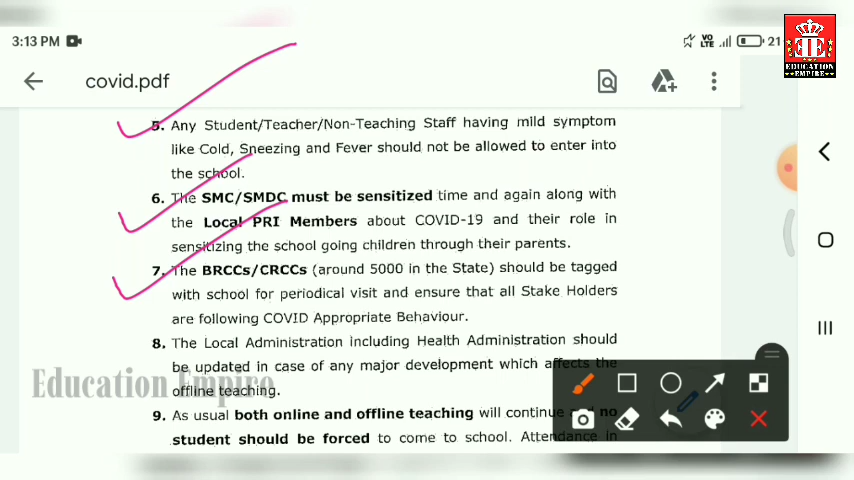 3:13 PM
VO
LTE
21
EDUCATION
EMPIRE
covid.pdf
5. Any Student/Teacher/Non-Teaching Staff having mild symptom
like Cold, Sneezing and Fever should not be allowed to enter into
the school.
6. The SMC/SMDC must be sensitized time and again along with
the Local PRI Members about COVID-19 and their role in
sensitizing the school going children through their parents.
7. The BRCCs/CRCCs (around 5000 in the State) should be tagged
with school for periodical visit and ensure that all Stake Holders
are following COVID Appropriate Behaviour.
8. The Local Administration including Health Administration should
be updated in case of any major development which affects the
offline teaching.
Education Empire
9. As usual both online and offline teaching will continue and no
student should be forced to come to school. Attendance in